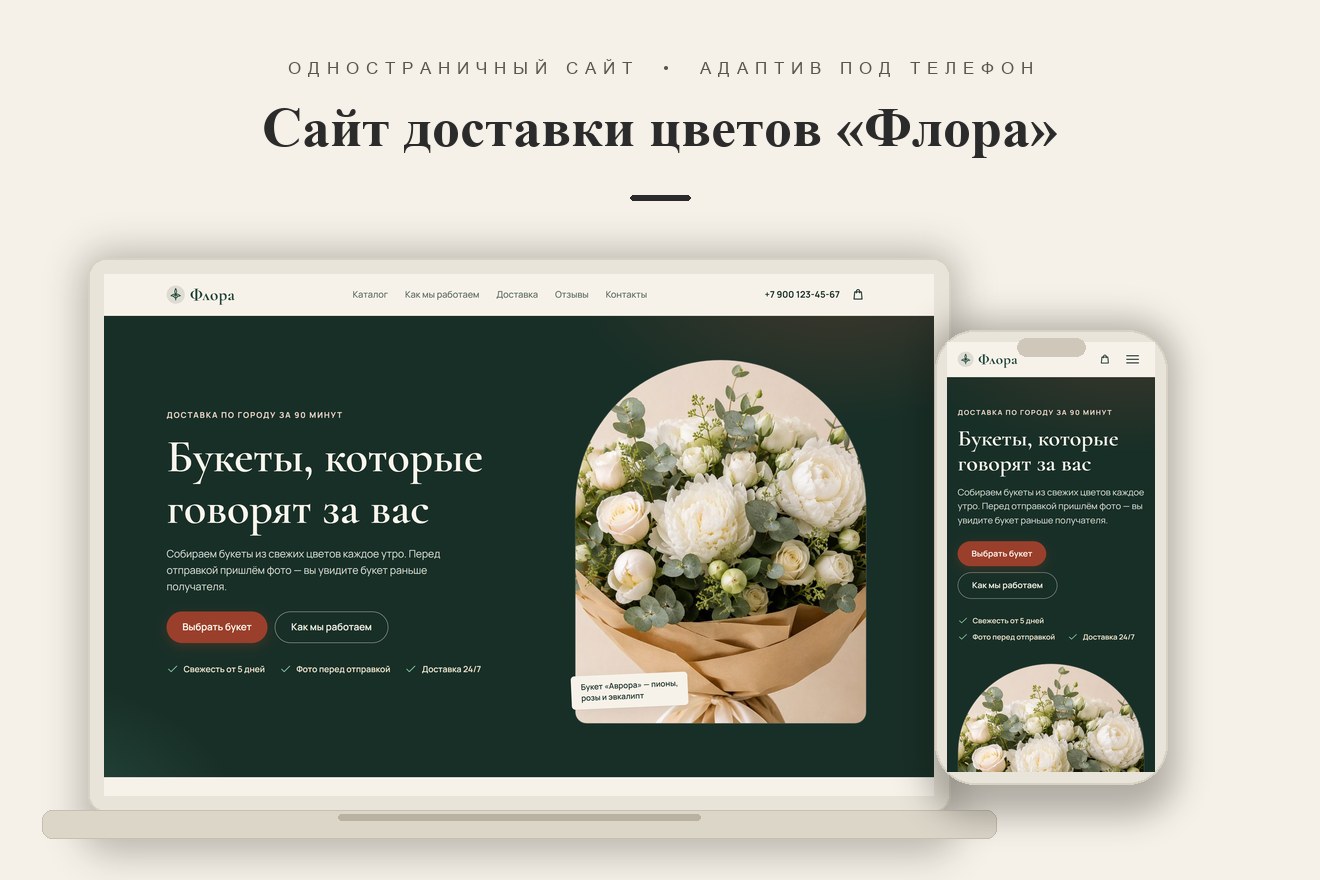 ОДНОСТРАНИЧНЫЙ САЙТ • АДАПТИВ ПОД ТЕЛЕФОН
Сайт доставки цветов «Флора»
Флора
Каталог Как мы работаем Доставка Отзывы Контакты
+7 900 123-45-67
ДОСТАВКА ПО ГОРОДУ ЗА 90 МИНУТ
Букеты, которые
говорят за вас
Собираем букеты из свежих цветов каждое утро. Перед
отправкой пришлём фото — вы увидите букет раньше
получателя.
Выбрать букет Как мы работаем
Свежесть от 5 дней Фото перед отправкой Доставка 24/7
Букет «Аврора» — пионы,
розы и эвкалипт
Флора
ДОСТАВКА ПО ГОРОДУ ЗА 90 МИНУТ
Букеты, которые
говорят за вас
Собираем букеты из свежих цветов каждое
утро. Перед отправкой пришлём фото — вы
увидите букет раньше получателя.
Выбрать букет
Как мы работаем
Свежесть от 5 дней
Фото перед отправкой Доставка 24/7